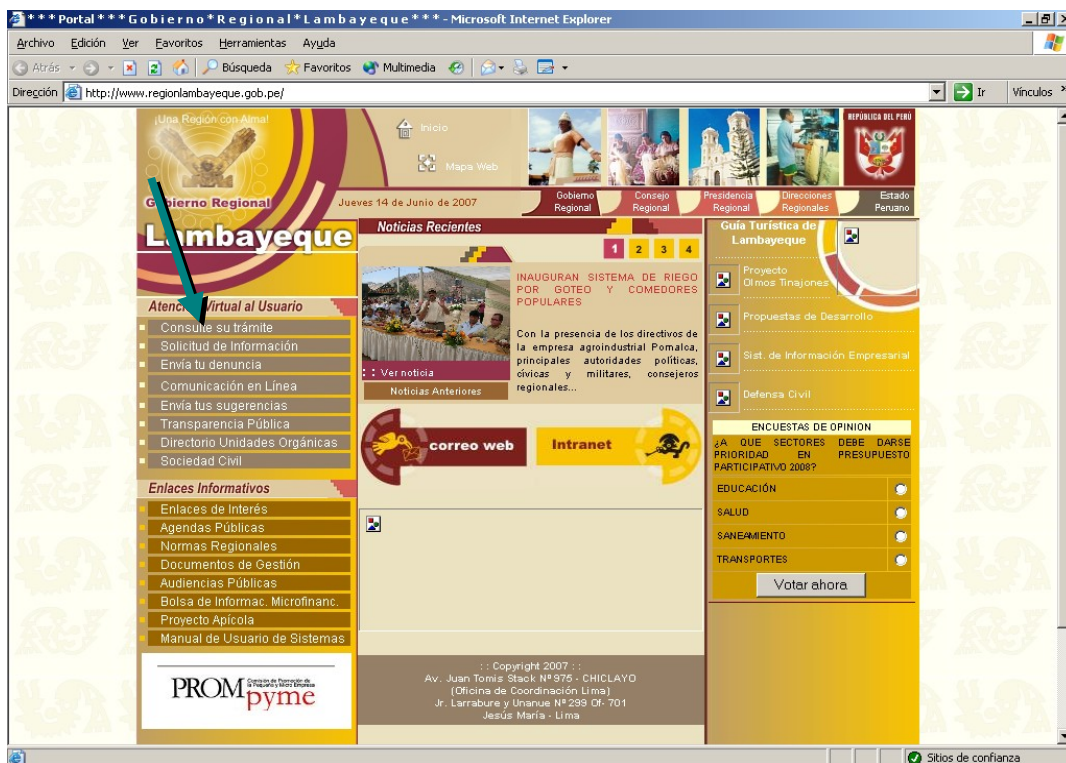 * * * Portal * * * G o b i e r n o * R e g i o n a l * L a m b a y e q u e * * * - Microsoft Internet Explorer
Archivo Edición Ver Favoritos Herramientas Ayuda
Atrás Búsqueda Favoritos Multimedia
Dirección http://www.regionlambayeque.gob.pe/ Ir Vínculos
¡Una Región con Alma!
Gobierno Regional
Lambayeque
Inicio
Mapa Web
REPÚBLICA DEL PERÚ
Jueves 14 de Junio de 2007
Gobierno Regional
Consejo Regional
Presidencia Regional
Direcciones Regionales
Estado Peruano
Atención Virtual al Usuario
Consulte su trámite
Solicitud de Información
Envía tu denuncia
Comunicación en Línea
Envía tus sugerencias
Transparencia Pública
Directorio Unidades Orgánicas
Sociedad Civil
Enlaces Informativos
Enlaces de Interés
Agendas Públicas
Normas Regionales
Documentos de Gestión
Audiencias Públicas
Bolsa de Informac. Microfinanc.
Proyecto Apícola
Manual de Usuario de Sistemas
PROMpyme
Comisión de Promoción de
la Pequeña y Micro Empresa
Noticias Recientes
1 2 3 4
INAUGURAN SISTEMA DE RIEGO
POR GOTEO Y COMEDORES
POPULARES
Con la presencia de los directivos de
la empresa agroindustrial Pomalca,
principales autoridades políticas,
cívicas y militares, consejeros
regionales...
: : Ver noticia
Noticias Anteriores
correo web
Intranet
: : Copyright 2007 : :
Av. Juan Tomis Stack Nº 975 - CHICLAYO
(Oficina de Coordinación Lima)
Jr. Larrabure y Unanue Nº 299 Of- 701
Jesús María - Lima
Guía Turística de
Lambayeque
Proyecto
Olmos Tinajones
Propuestas de Desarrollo
Sist. de Información Empresarial
Defensa Civil
ENCUESTAS DE OPINION
¿A QUE SECTORES DEBE DARSE
PRIORIDAD EN PRESUPUESTO
PARTICIPATIVO 2008?
EDUCACIÓN
SALUD
SANEAMIENTO
TRANSPORTES
Votar ahora
Sitios de confianza